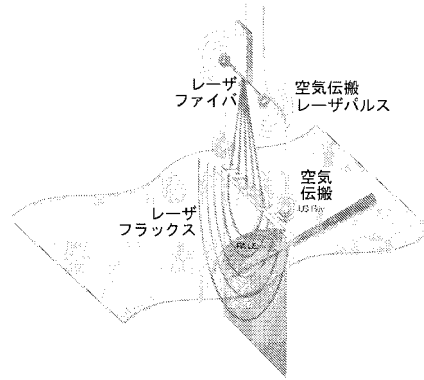 レーザ
ファイバ
空気伝搬
レーザパルス
空気
伝搬
レーザ
フラックス